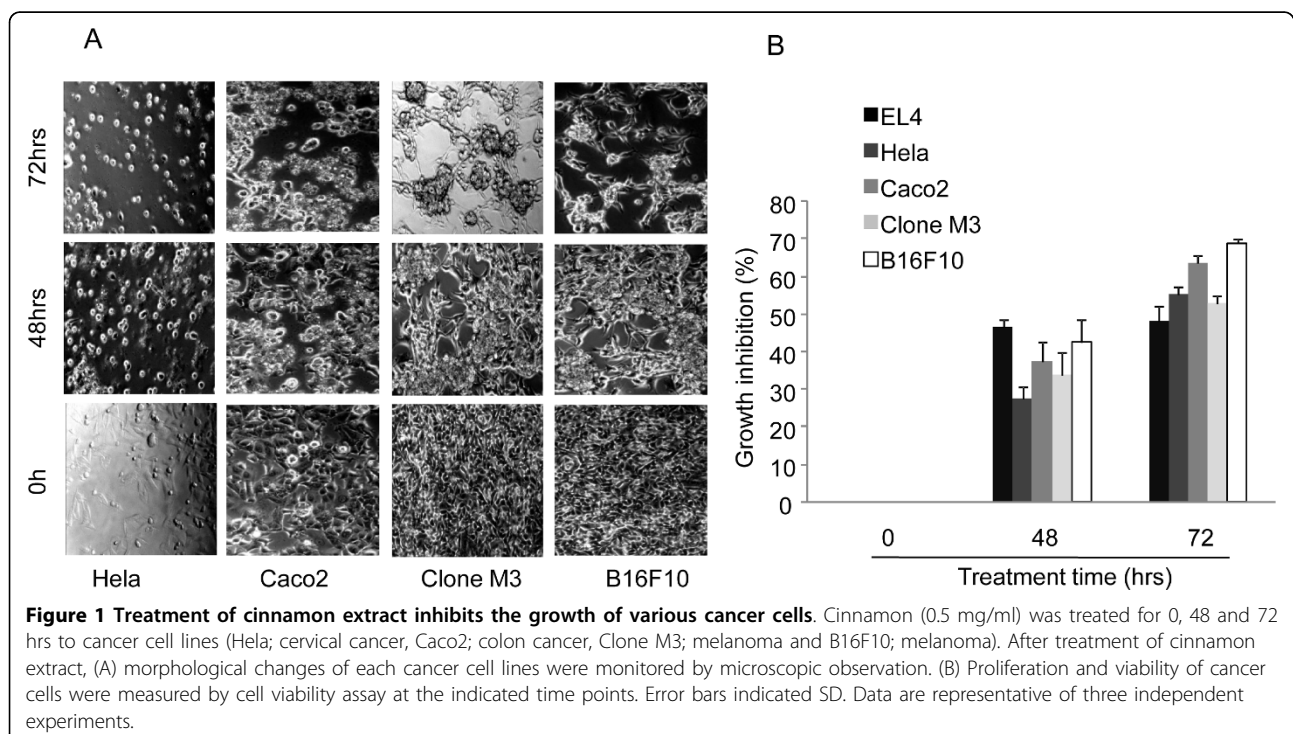 A
72hrs
48hrs
0h
Hela
Caco2
Clone M3
B16F10
B
EL4
Hela
Caco2
Clone M3
B16F10
Growth inhibition (%)
80
70
60
50
40
30
20
10
0
0
48
72
Treatment time (hrs)
Figure 1 Treatment of cinnamon extract inhibits the growth of various cancer cells. Cinnamon (0.5 mg/ml) was treated for 0, 48 and 72
hrs to cancer cell lines (Hela; cervical cancer, Caco2; colon cancer, Clone M3; melanoma and B16F10; melanoma). After treatment of cinnamon
extract, (A) morphological changes of each cancer cell lines were monitored by microscopic observation. (B) Proliferation and viability of cancer
cells were measured by cell viability assay at the indicated time points. Error bars indicated SD. Data are representative of three independent
experiments.